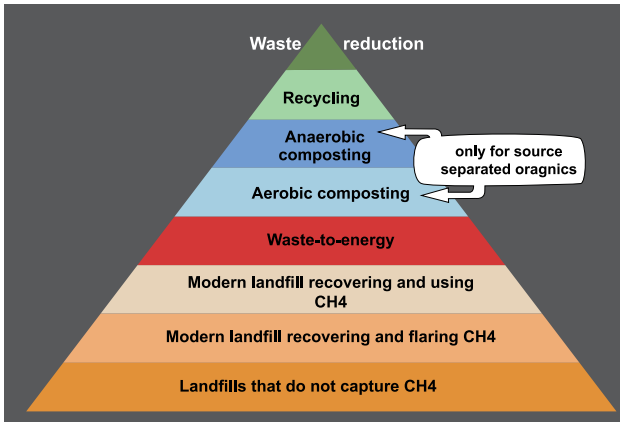 Waste reduction
Recycling
Anaerobic
composting
only for source
separated oragnics
Aerobic composting
Waste-to-energy
Modern landfill recovering and using
CH4
Modern landfill recovering and flaring CH4
Landfills that do not capture CH4